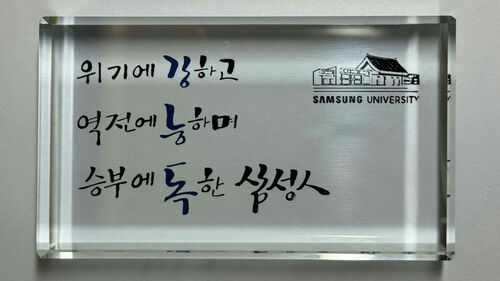 위기에 강하고
역전에 능하며
승부에 독한 삼성人
SAMSUNG UNIVERSITY